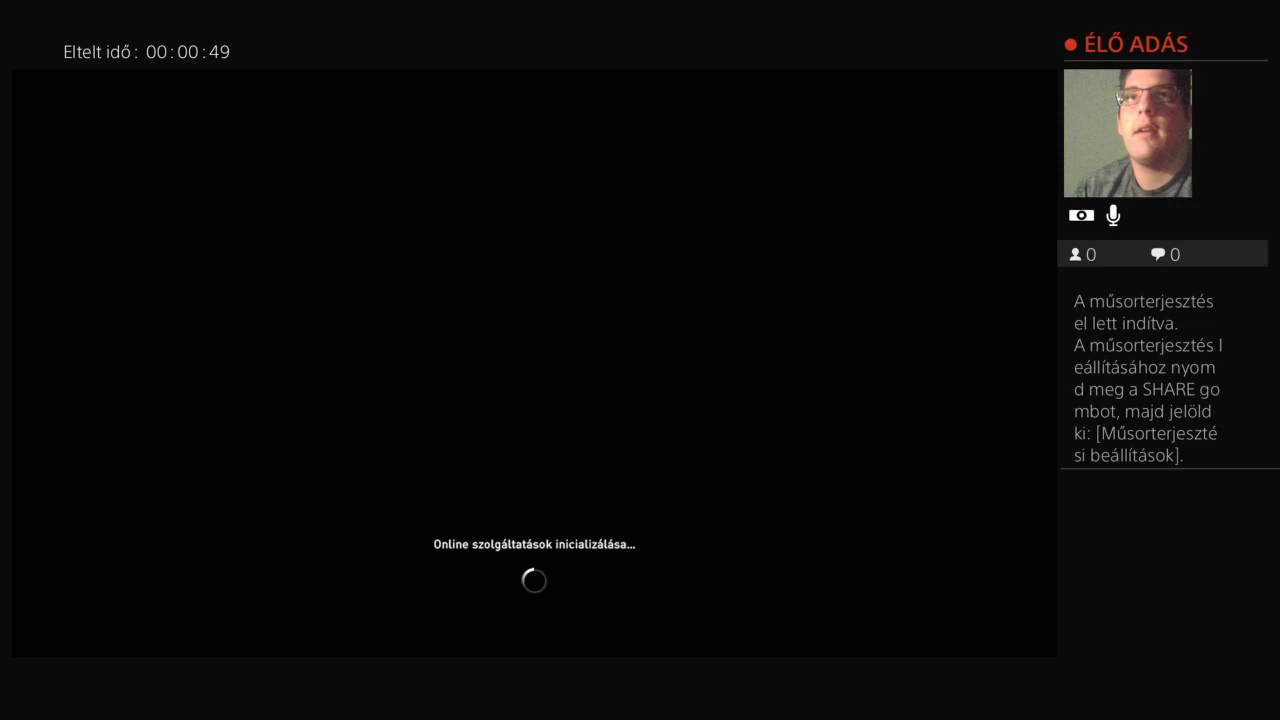 Eltelt idő : 00 : 00 : 49
ÉLŐ ADÁS
0
0
A műsorterjesztés
el lett indítva.
A műsorterjesztés l
eállításához nyom
d meg a SHARE go
mbot, majd jelöld
ki: [Műsorterjeszté
si beállítások].
Online szolgáltatások inicializálása...